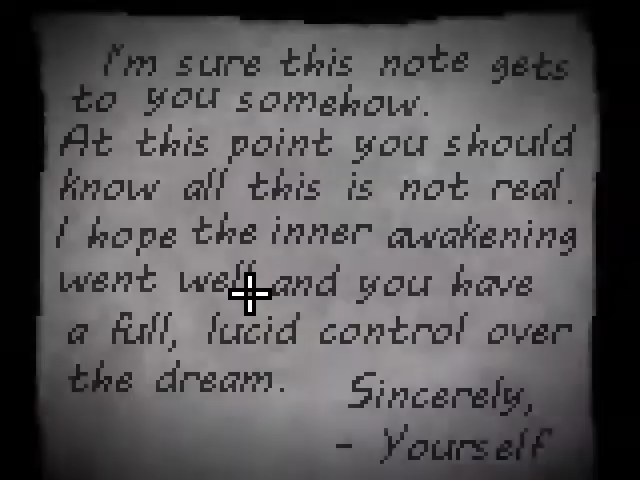 I'm sure this note gets
to you somehow.
At this point you should
know all this is not real.
I hope the inner awakening
went well and you have
a full, lucid control over
the dream.
Sincerely,
- Yourself